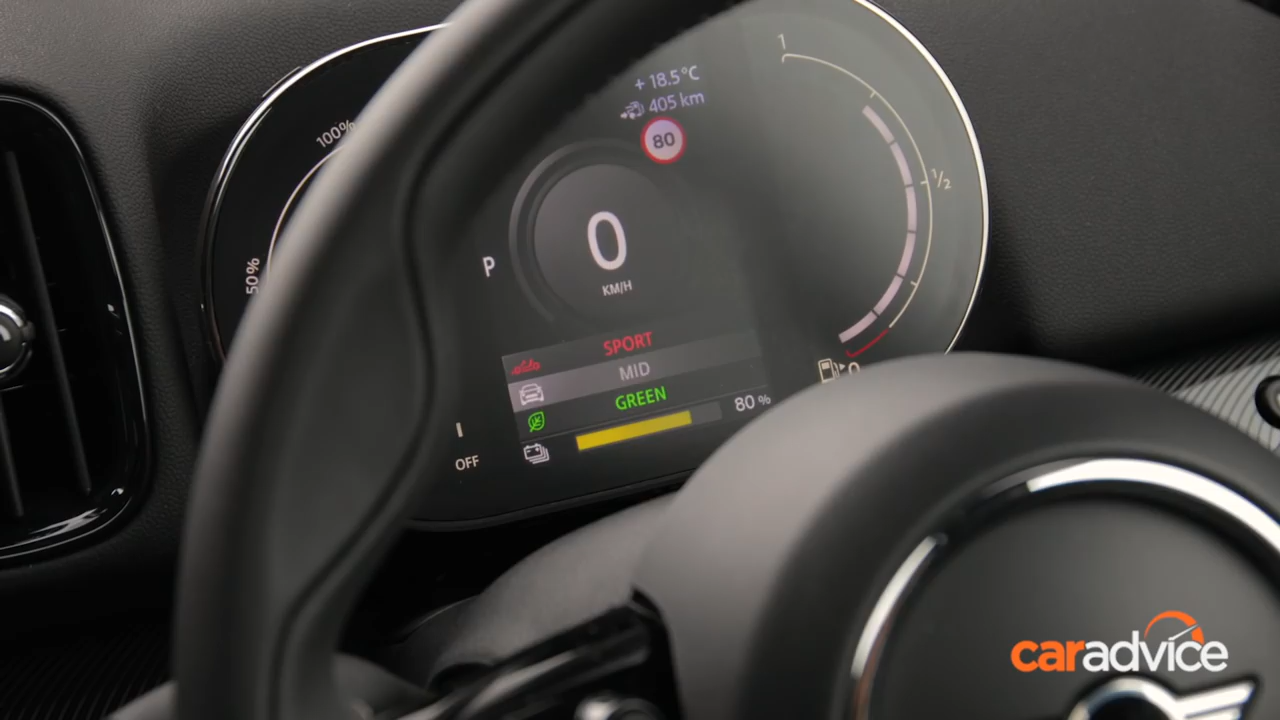 + 18.5°C
405 km
80
100%
1
1/2
50%
0
P
KM/H
SPORT
MID
GREEN
80 %
0
OFF
caradvice